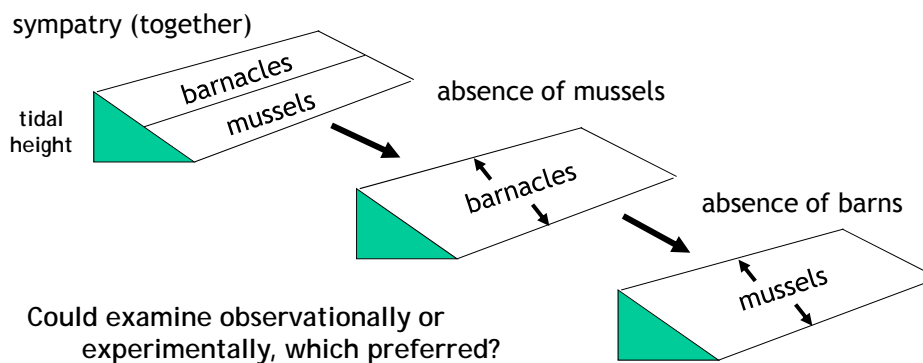 sympatry (together)
barnacles
mussels
tidal
height
absence of mussels
barnacles
absence of barns
mussels
Could examine observationally or
experimentally, which preferred?